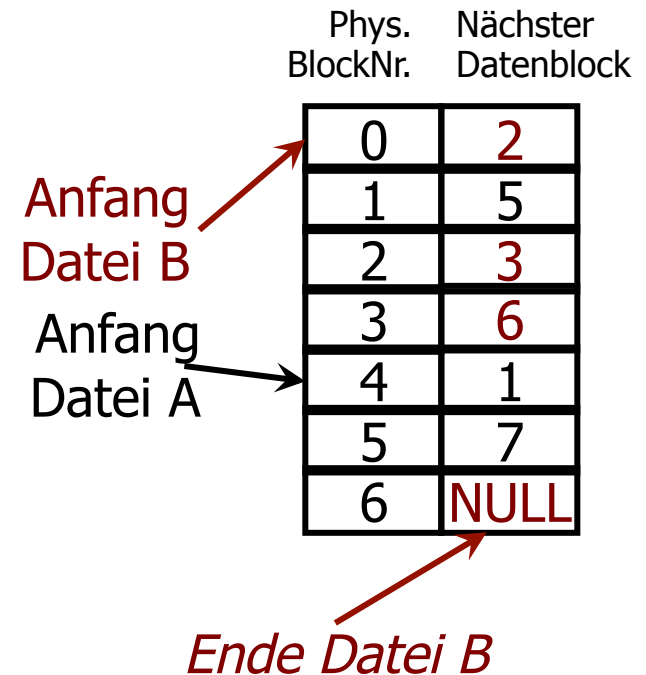 Phys. Nächster
BlockNr. Datenblock
0 2
Anfang
1 5
Datei B
2 3
Anfang
3 6
Datei A
4 1
5 7
6 NULL
Ende Datei B